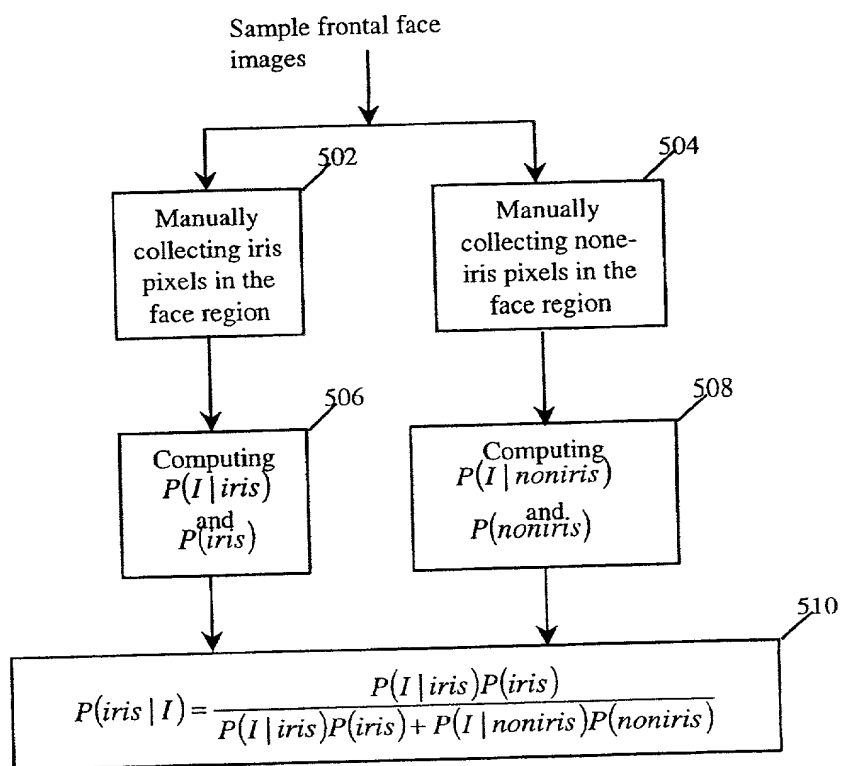 Sample frontal face
images
502
504
Manually
collecting iris
pixels in the
face region
Manually
collecting none-
iris pixels in the
face region
506
508
Computing
P(I | iris)
and
P(iris)
Computing
P(I | noniris)
and.
P(noniris)
510
P(iris | I) = P(I | iris)P(iris) / P(I | iris)P(iris) + P(I | noniris)P(noniris)